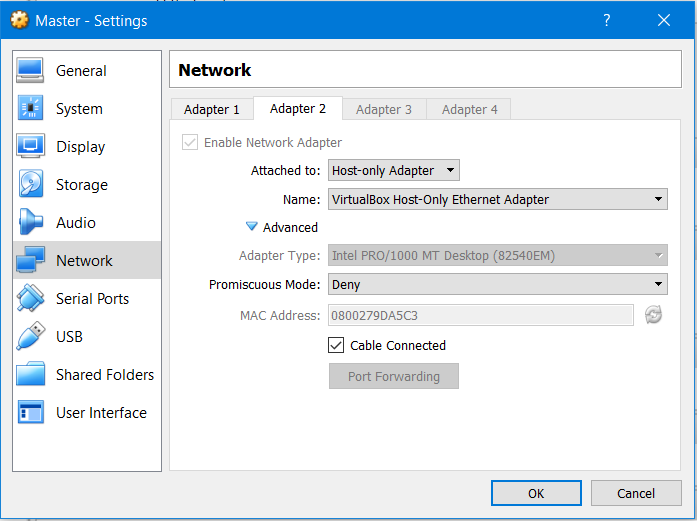 Master - Settings
?
General
System
Display
Storage
Audio
Network
Serial Ports
USB
Shared Folders
User Interface
Network
Adapter 1 Adapter 2 Adapter 3 Adapter 4
Enable Network Adapter
Attached to: Host-only Adapter
Name: VirtualBox Host-Only Ethernet Adapter
Advanced
Adapter Type: Intel PRO/1000 MT Desktop (82540EM)
Promiscuous Mode: Deny
MAC Address: 0800279DA5C3
Cable Connected
Port Forwarding
OK Cancel